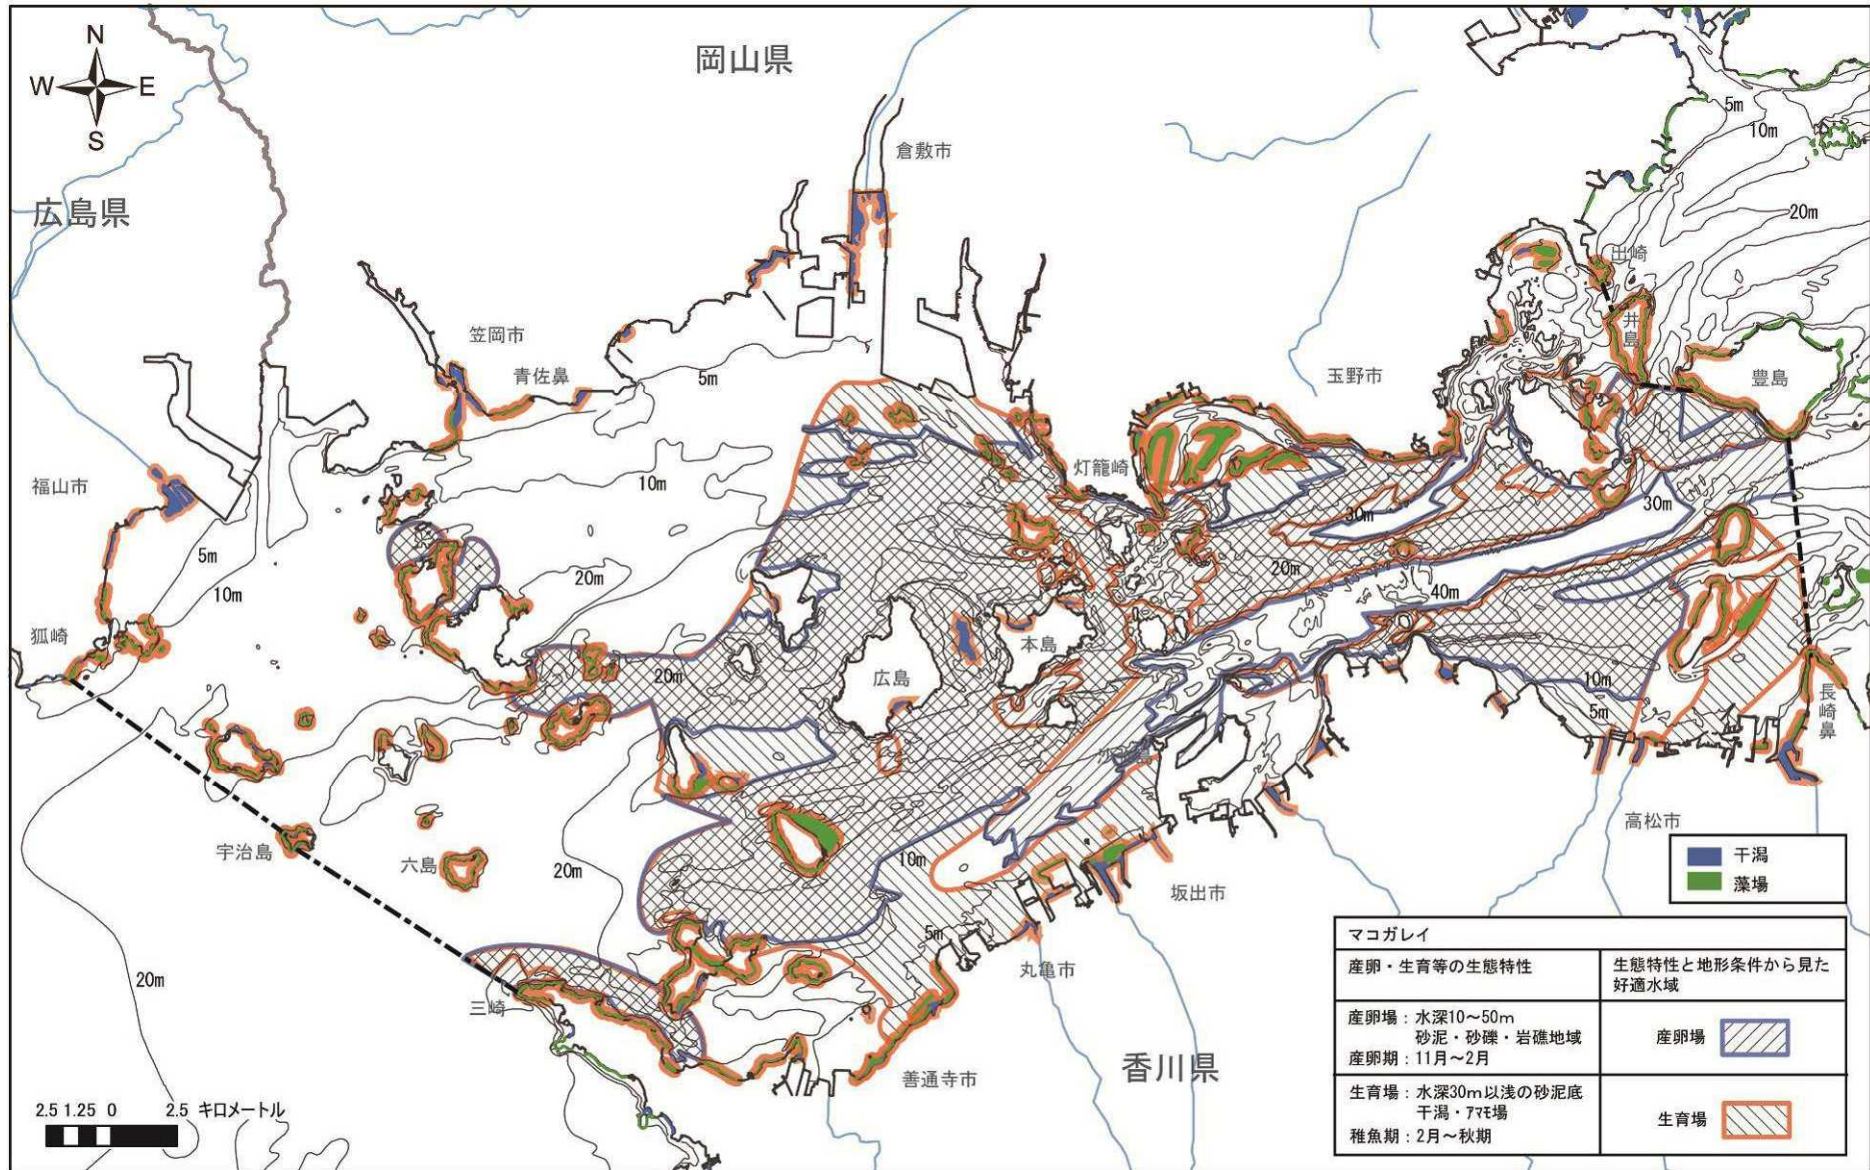 N
W E
S
岡山県
広島県
倉敷市
5m
10m
20m
出崎
井島
豊島
笠岡市
青佐鼻
5m
玉野市
灯籠崎
福山市
10m
30m
30m
5m
20m
20m
10m
40m
狐崎
本島
広島
20m
10m
5m
長崎鼻
宇治島
六島
20m
10m
坂出市
高松市
5m
丸亀市
20m
三崎
善通寺市
香川県
2.5 1.25 0 2.5 キロメートル
干潟
藻場
マコガレイ
産卵・生育等の生態特性
生態特性と地形条件から見た
好適水域
産卵場：水深10～50m
砂泥・砂礫・岩礁地域
産卵期：11月～2月
産卵場
生育場：水深30m以浅の砂泥底
干潟・アマモ場
稚魚期：2月～秋期
生育場